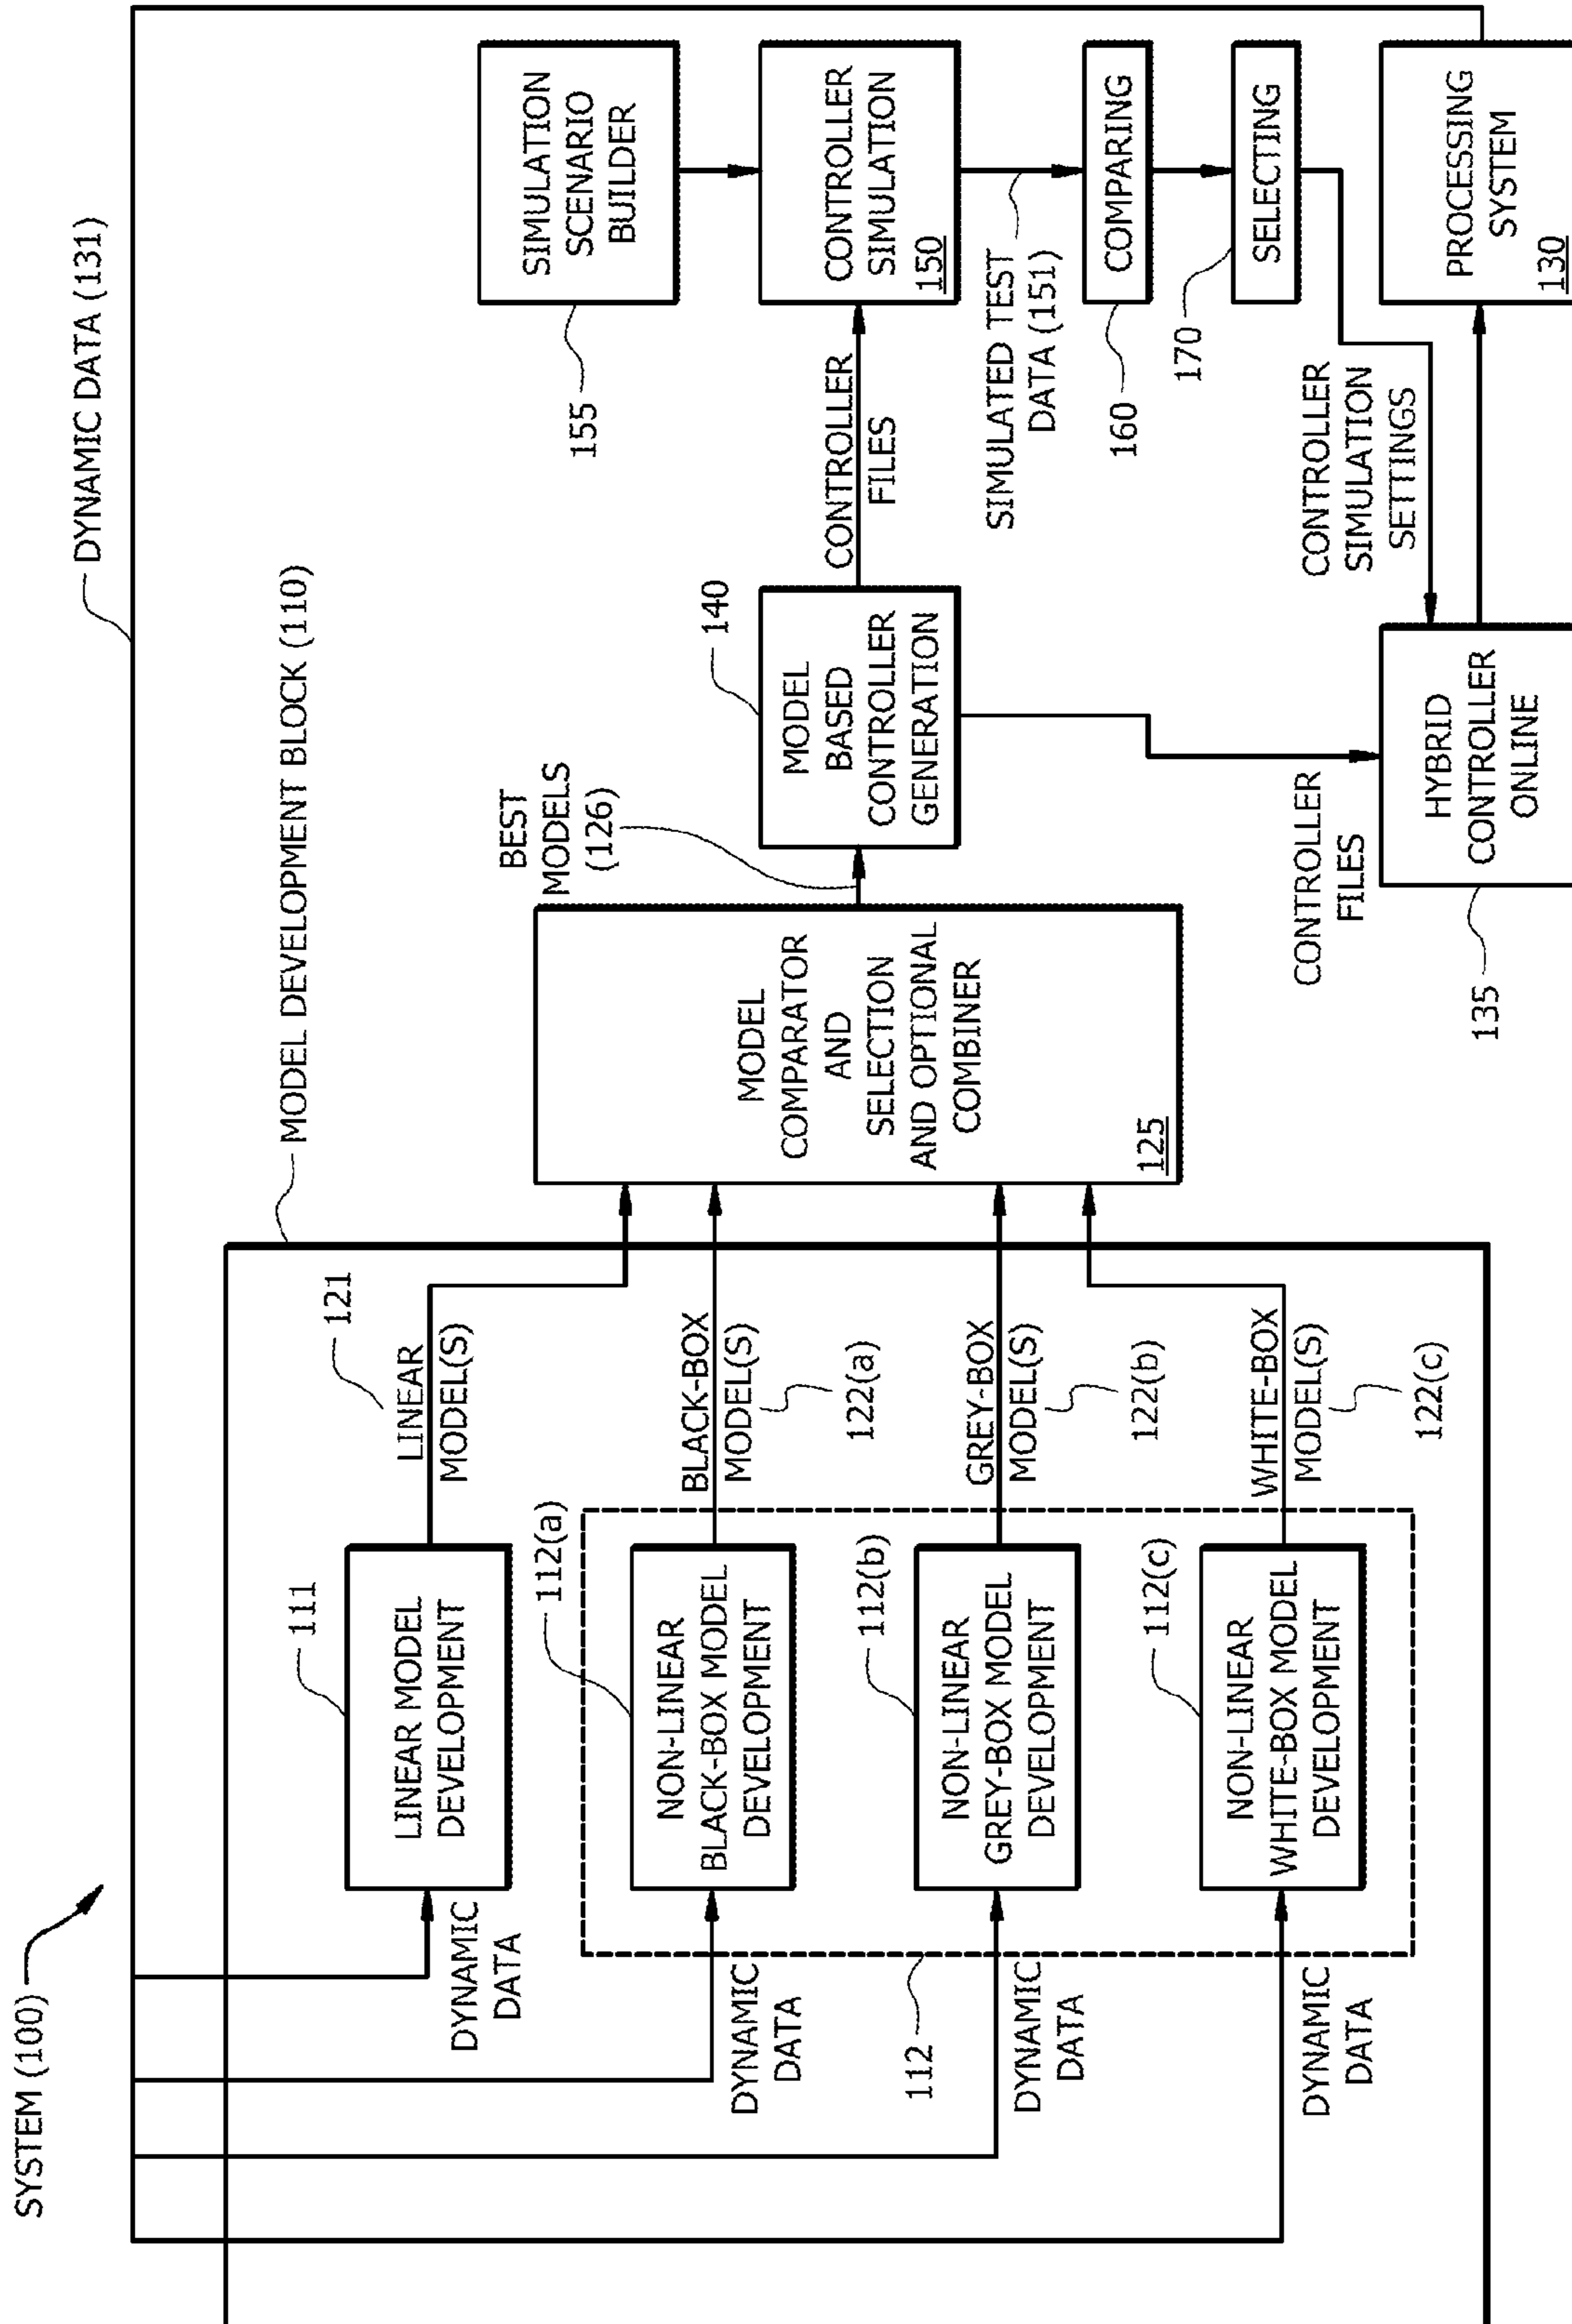 SYSTEM (100)
DYNAMIC DATA (131)
MODEL DEVELOPMENT BLOCK (110)
111
LINEAR MODEL
DEVELOPMENT
DYNAMIC
DATA
121
LINEAR
MODEL(S)
112(a)
NON-LINEAR
BLACK-BOX MODEL
DEVELOPMENT
DYNAMIC
DATA
BLACK-BOX
MODEL(S)
122(a)
112
112(b)
NON-LINEAR
GREY-BOX MODEL
DEVELOPMENT
DYNAMIC
DATA
GREY-BOX
MODEL(S)
122(b)
112(c)
NON-LINEAR
WHITE-BOX MODEL
DEVELOPMENT
DYNAMIC
DATA
WHITE-BOX
MODEL(S)
122(c)
MODEL
COMPARATOR
AND
SELECTION
AND OPTIONAL
COMBINER
125
BEST
MODELS
(126)
140
MODEL
BASED
CONTROLLER
GENERATION
CONTROLLER
FILES
CONTROLLER
FILES
155
SIMULATION
SCENARIO
BUILDER
CONTROLLER
SIMULATION
150
SIMULATED TEST
DATA (151)
160
COMPARING
170
SELECTING
CONTROLLER
SIMULATION
SETTINGS
135
HYBRID
CONTROLLER
ONLINE
PROCESSING
SYSTEM
130